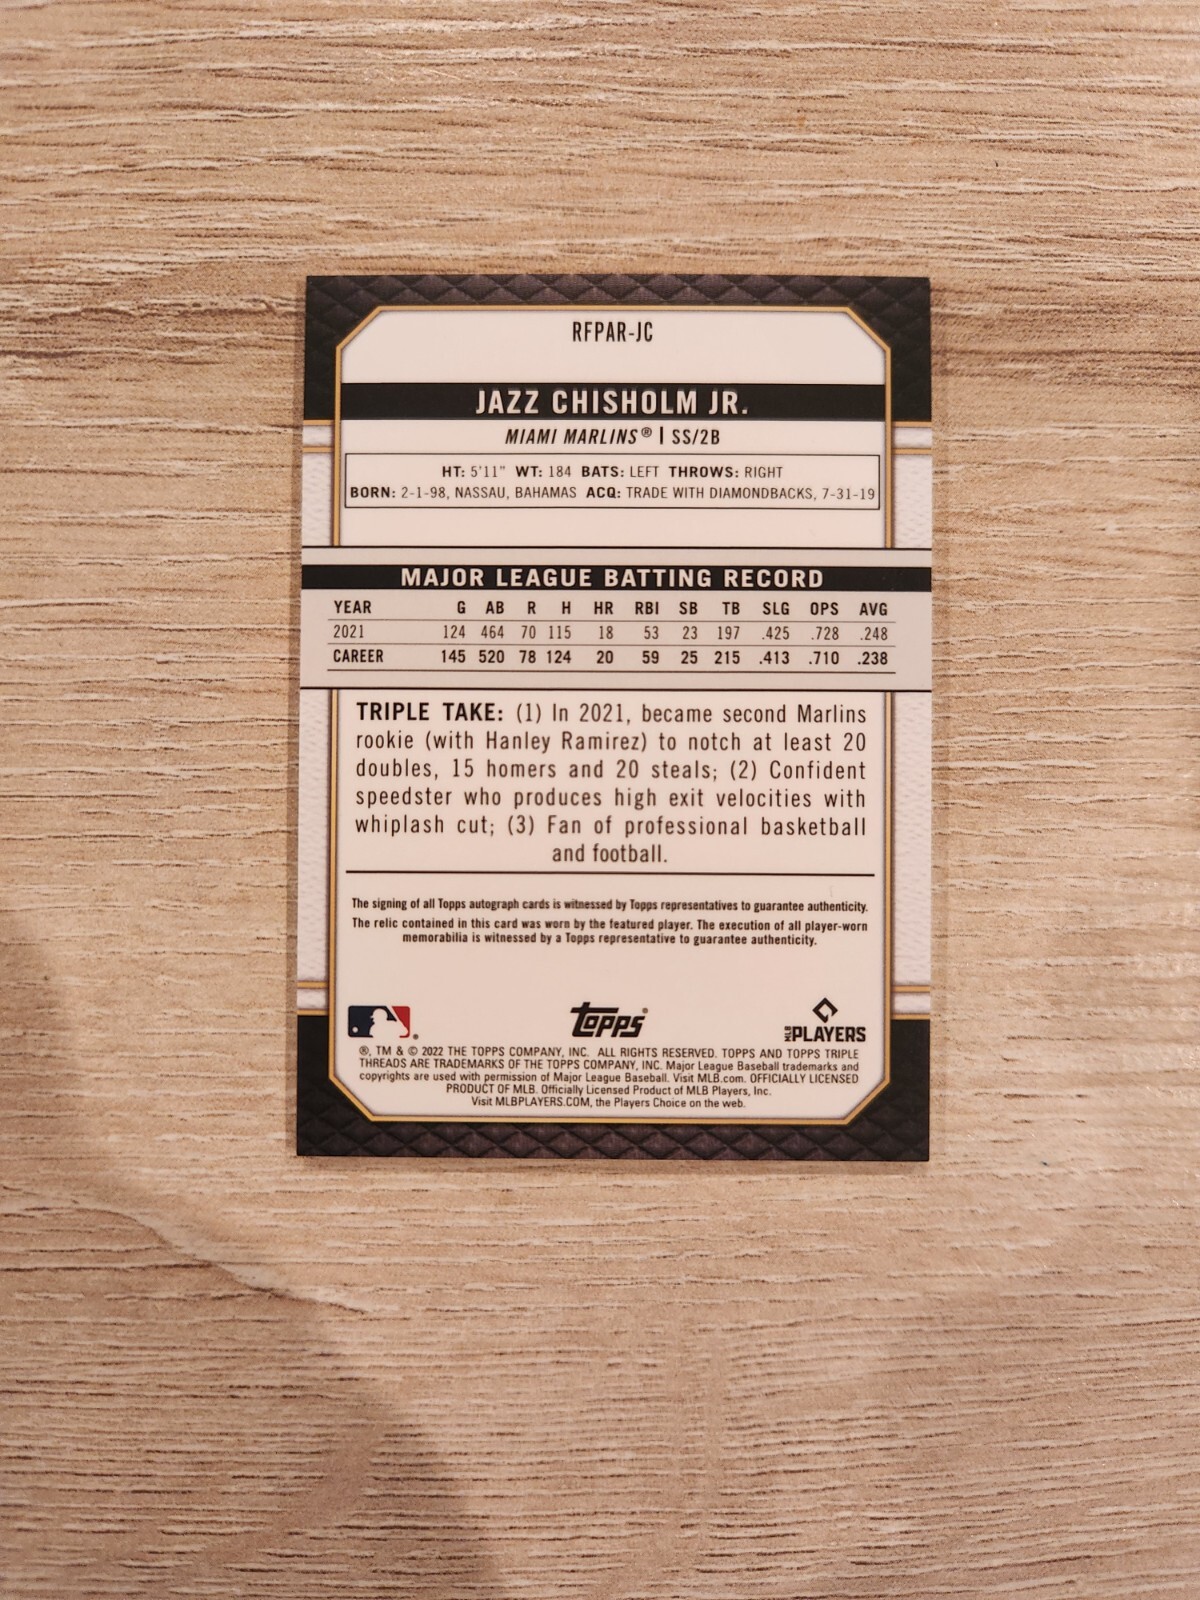 RFPAR-JC
JAZZ CHISHOLM JR.
MIAMI MARLINS® | SS/2B
HT: 5'11" WT: 184 BATS: LEFT THROWS: RIGHT
BORN: 2-1-98, NASSAU, BAHAMAS ACQ: TRADE WITH DIAMONDBACKS, 7-31-19
MAJOR LEAGUE BATTING RECORD
YEAR G AB R H HR RBI SB TB SLG OPS AVG
2021 124 464 70 115 18 53 23 197 .425 .728 .248
CAREER 145 520 78 124 20 59 25 215 .413 .710 .238
TRIPLE TAKE: (1) In 2021, became second Marlins
rookie (with Hanley Ramirez) to notch at least 20
doubles, 15 homers and 20 steals; (2) Confident
speedster who produces high exit velocities with
whiplash cut; (3) Fan of professional basketball
and football.
The signing of all Topps autograph cards is witnessed by Topps representatives to guarantee authenticity.
The relic contained in this card was worn by the featured player. The execution of all player-worn
memorabilia is witnessed by a Topps representative to guarantee authenticity.
® topps® MLB PLAYERS
®, TM & © 2022 THE TOPPS COMPANY, INC. ALL RIGHTS RESERVED. TOPPS AND TOPPS TRIPLE
THREADS ARE TRADEMARKS OF THE TOPPS COMPANY, INC. Major League Baseball trademarks and
copyrights are used with permission of Major League Baseball. Visit MLB.com. OFFICIALLY LICENSED
PRODUCT OF MLB. Officially Licensed Product of MLB Players, Inc.
Visit MLBPLAYERS.COM, the Players Choice on the web.